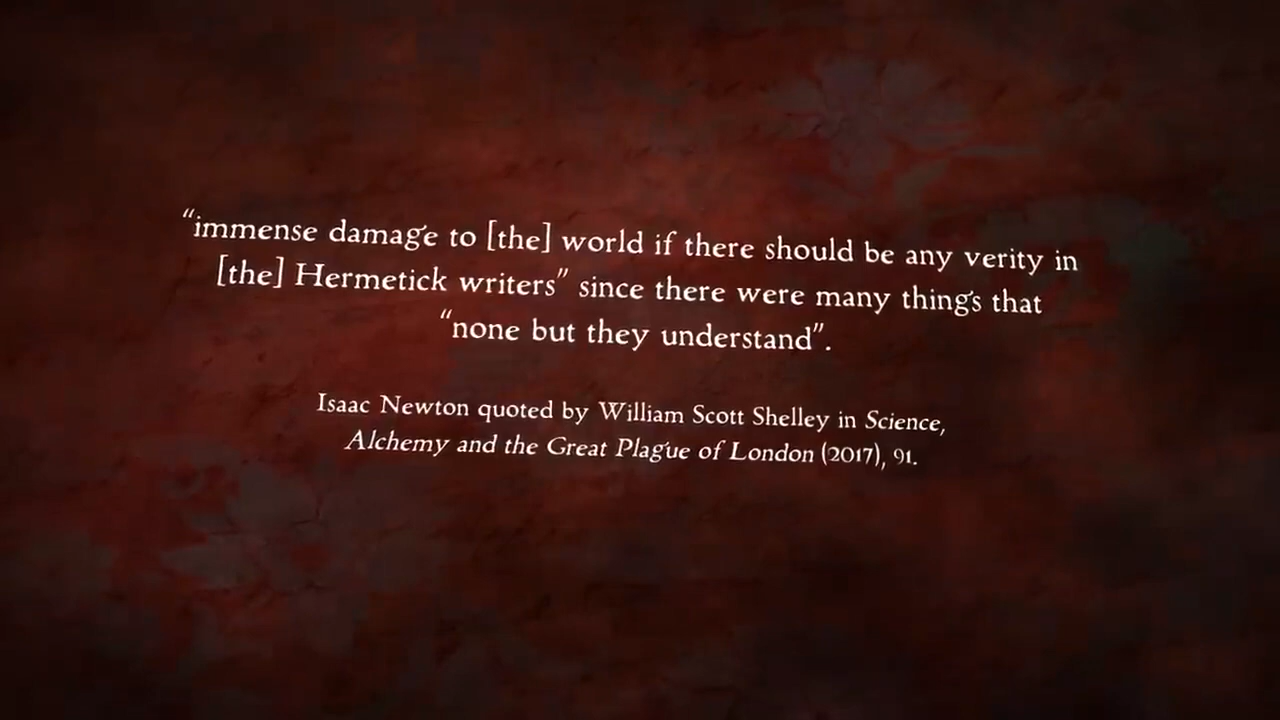 “immense damage to [the] world if there should be any verity in
[the] Hermetick writers” since there were many things that
“none but they understand”.
Isaac Newton quoted by William Scott Shelley in Science,
Alchemy and the Great Plague of London (2017), 91.